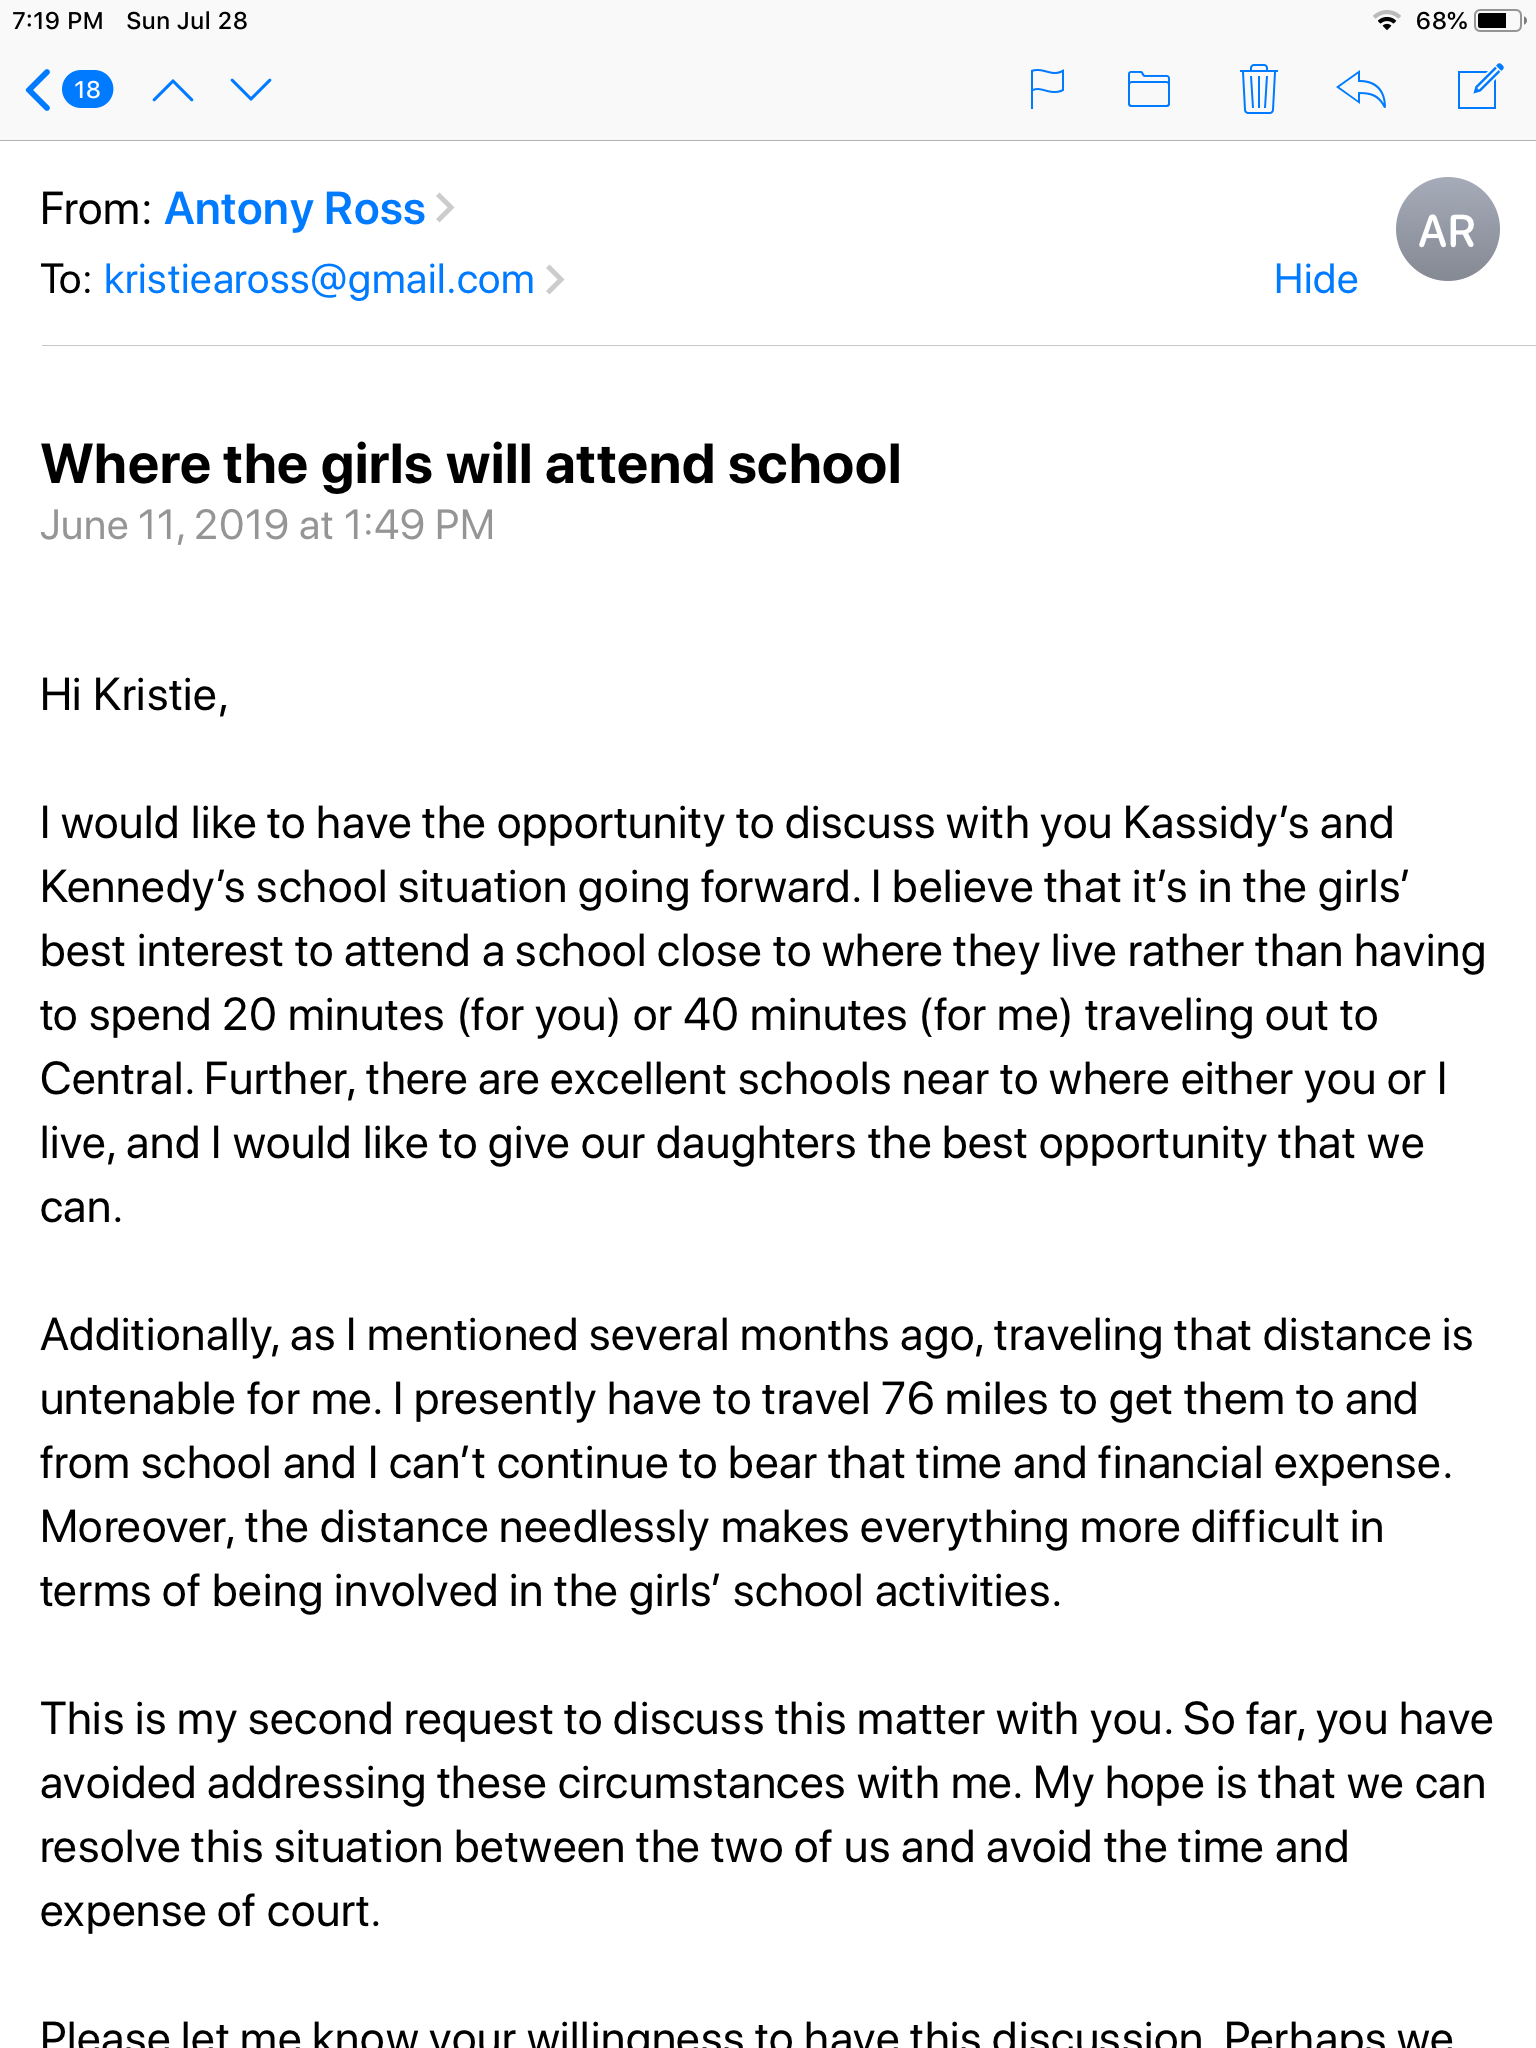 7:19 PM Sun Jul 28 68%
18
From: Antony Ross
AR
To: kristieaross@gmail.com Hide
Where the girls will attend school
June 11, 2019 at 1:49 PM
Hi Kristie,
I would like to have the opportunity to discuss with you Kassidy’s and
Kennedy’s school situation going forward. I believe that it’s in the girls’
best interest to attend a school close to where they live rather than having
to spend 20 minutes (for you) or 40 minutes (for me) traveling out to
Central. Further, there are excellent schools near to where either you or I
live, and I would like to give our daughters the best opportunity that we
can.
Additionally, as I mentioned several months ago, traveling that distance is
untenable for me. I presently have to travel 76 miles to get them to and
from school and I can’t continue to bear that time and financial expense.
Moreover, the distance needlessly makes everything more difficult in
terms of being involved in the girls’ school activities.
This is my second request to discuss this matter with you. So far, you have
avoided addressing these circumstances with me. My hope is that we can
resolve this situation between the two of us and avoid the time and
expense of court.
Please let me know your willingness to have this discussion. Perhaps we